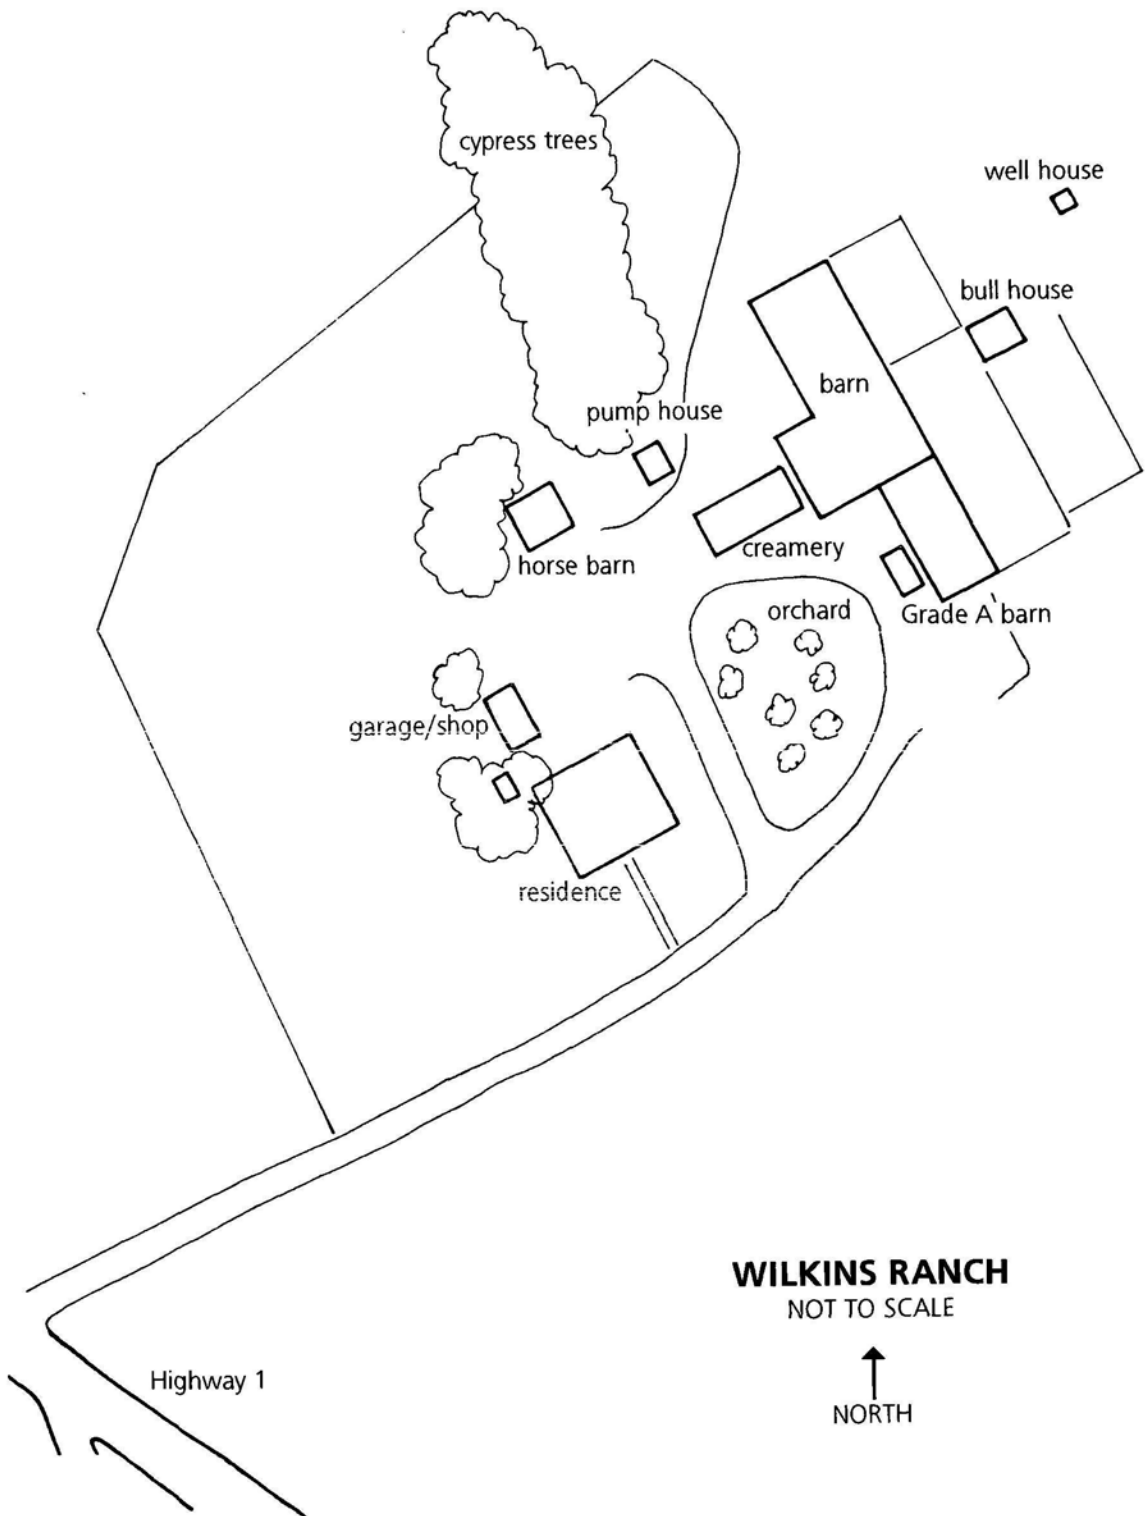 cypress trees
well house
bull house
barn
pump house
creamery
horse barn
orchard
Grade A barn
garage/shop
residence
WILKINS RANCH
NOT TO SCALE
Highway 1
NORTH